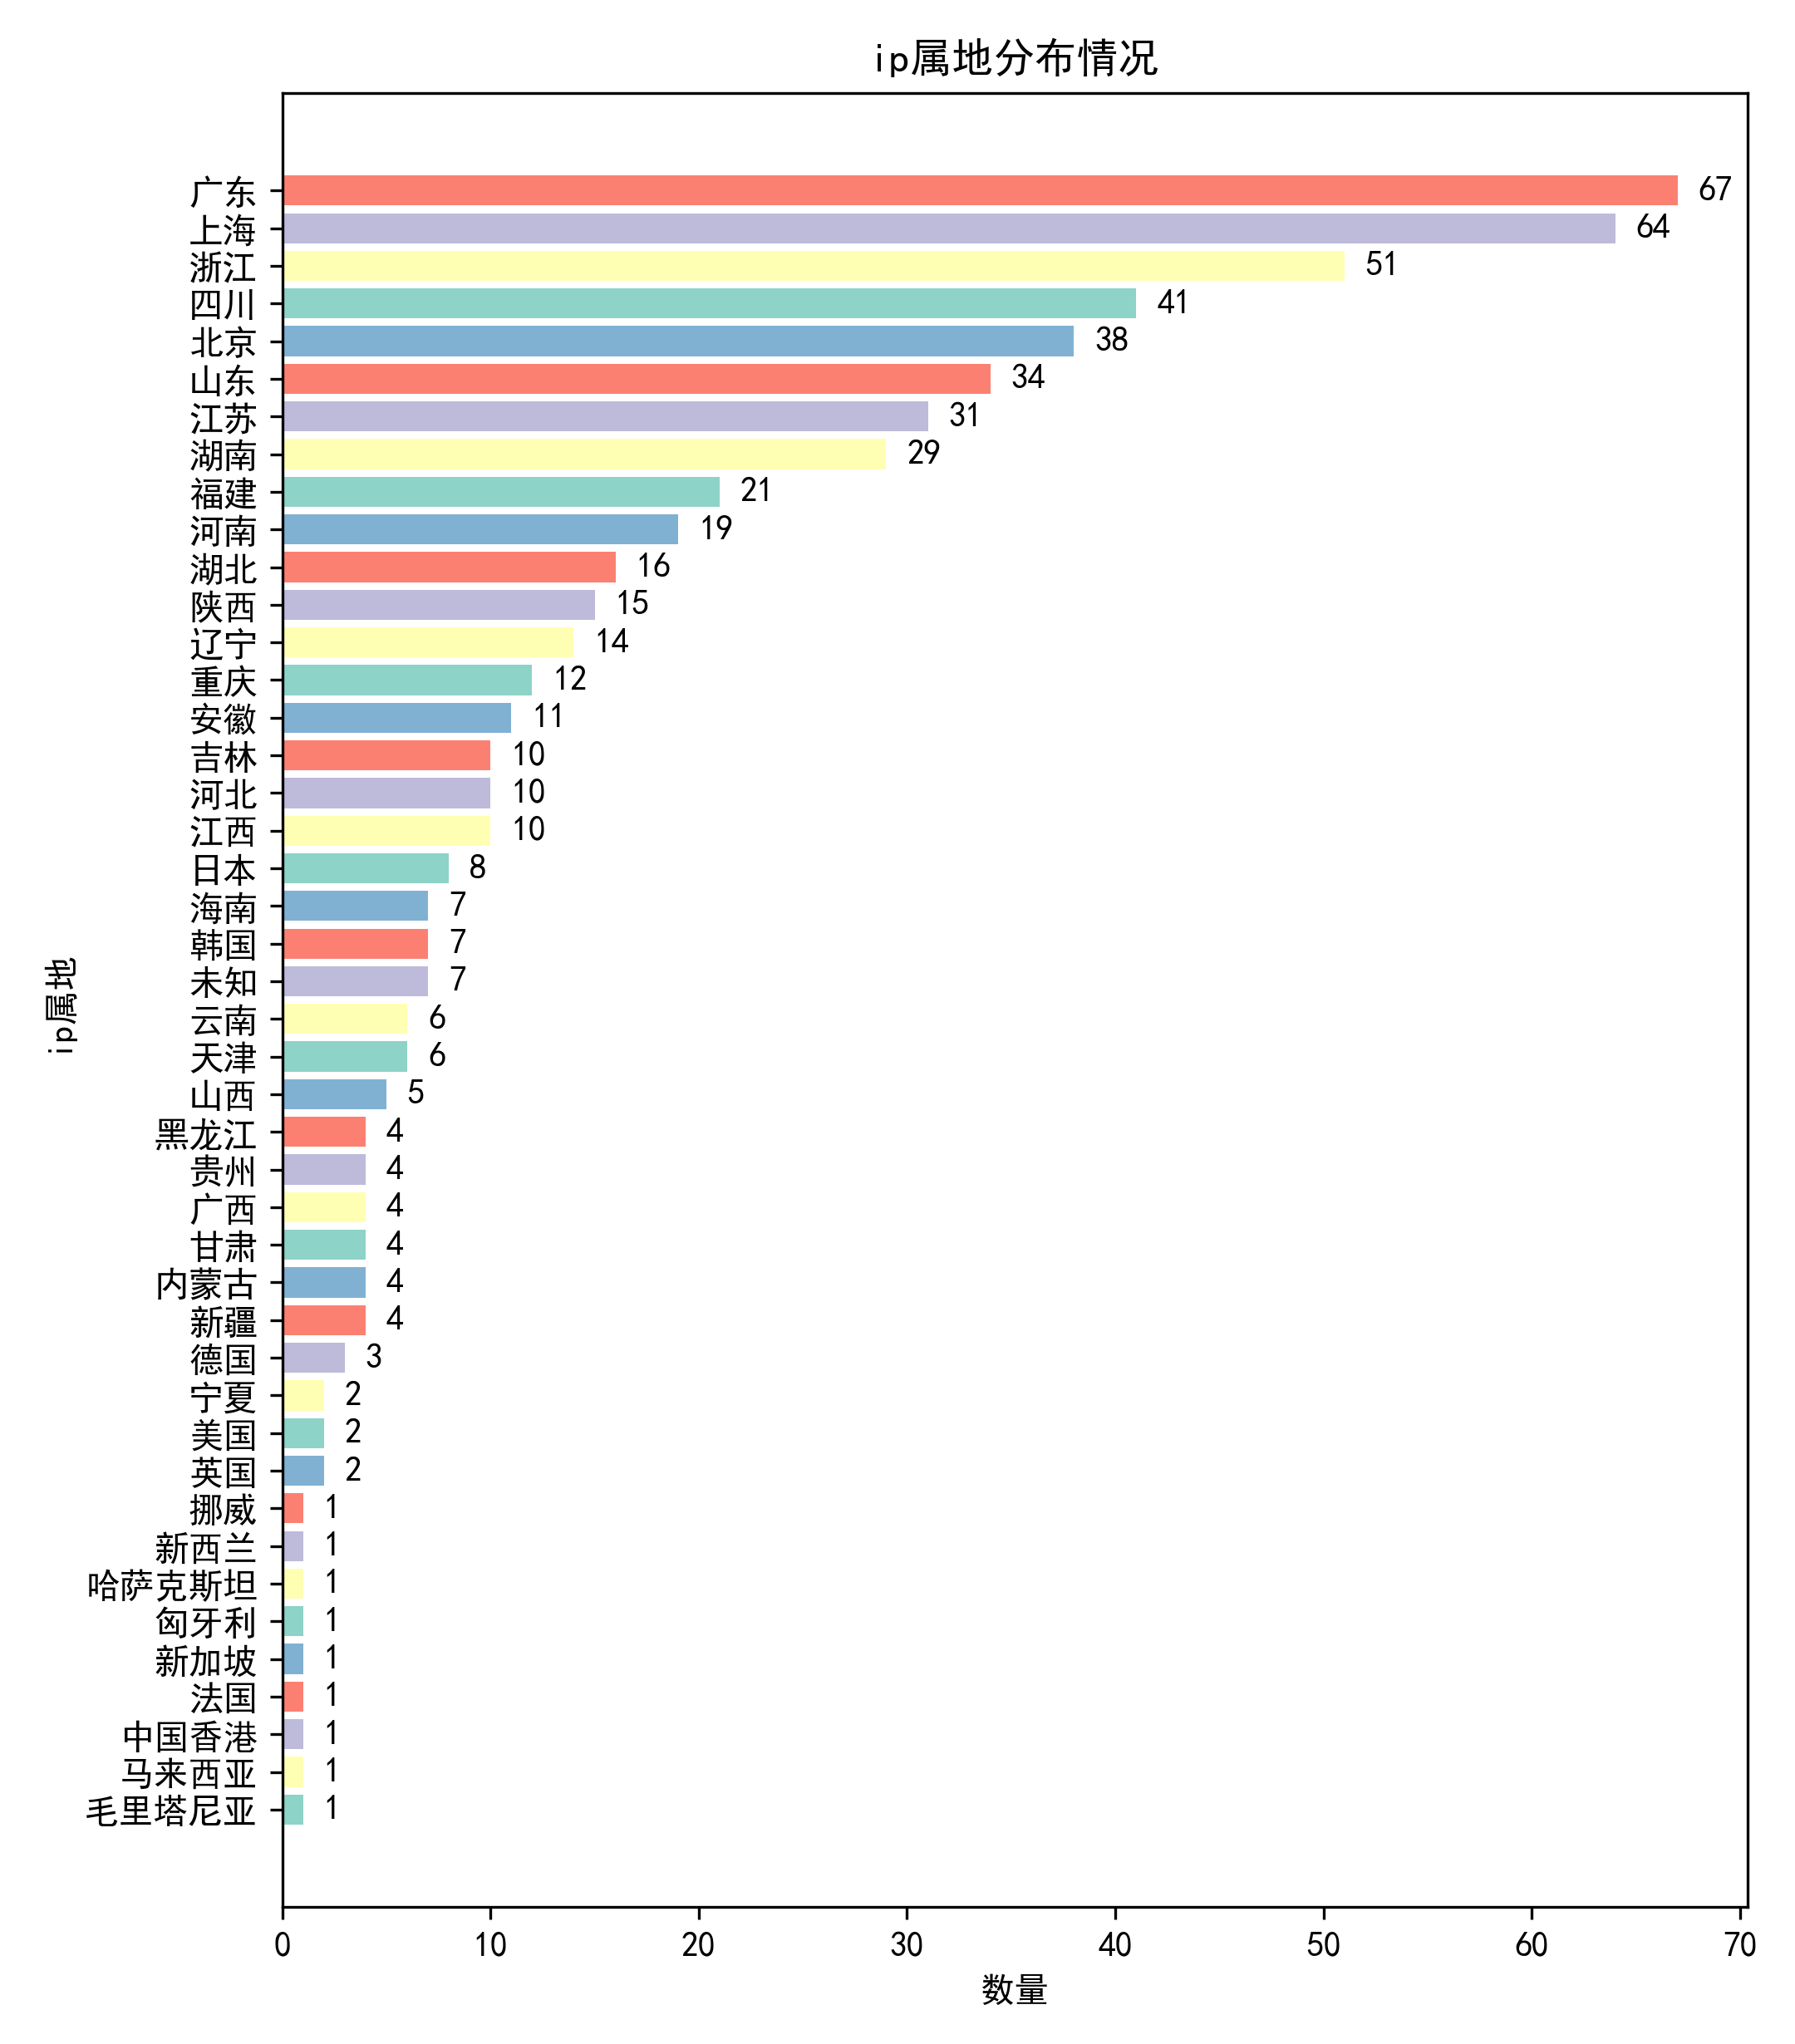 ip属地分布情况
广东 67
上海 64
浙江 51
四川 41
北京 38
山东 34
江苏 31
湖南 29
福建 21
河南 19
湖北 16
陕西 15
辽宁 14
重庆 12
安徽 11
吉林 10
河北 10
江西 10
日本 8
海南 7
韩国 7
未知 7
云南 6
天津 6
山西 5
黑龙江 4
贵州 4
广西 4
甘肃 4
内蒙古 4
新疆 4
德国 3
宁夏 2
美国 2
英国 2
挪威 1
新西兰 1
哈萨克斯坦 1
匈牙利 1
新加坡 1
法国 1
中国香港 1
马来西亚 1
毛里塔尼亚 1
ip属地
0 10 20 30 40 50 60 70
数量